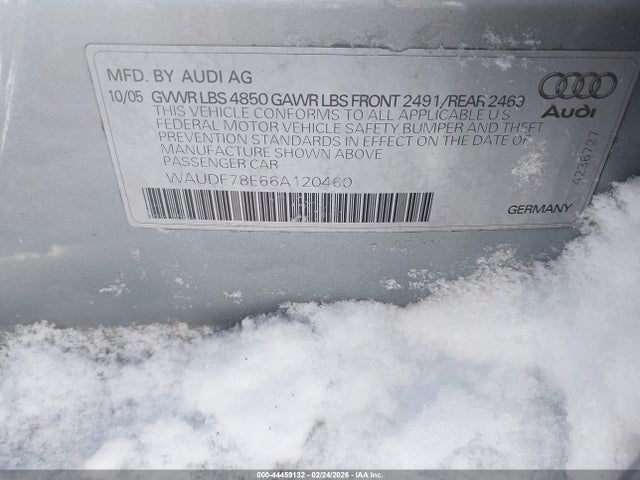 MFD. BY AUDI AG
10/05 GVWR LBS 4850 GAWR LBS FRONT 2491/REAR 2469
THIS VEHICLE CONFORMS TO ALL APPLICABLE U S
FEDERAL MOTOR VEHICLE SAFETY BUMPER AND THEFT
PREVENTION STANDARDS IN EFFECT ON THE DATE OF
MANUFACTURE SHOWN ABOVE
PASSENGER CAR
WAUDF78E66A120460
Audi
4236727
GERMANY
000-44459132 - 02/24/2026 - IAA Inc.